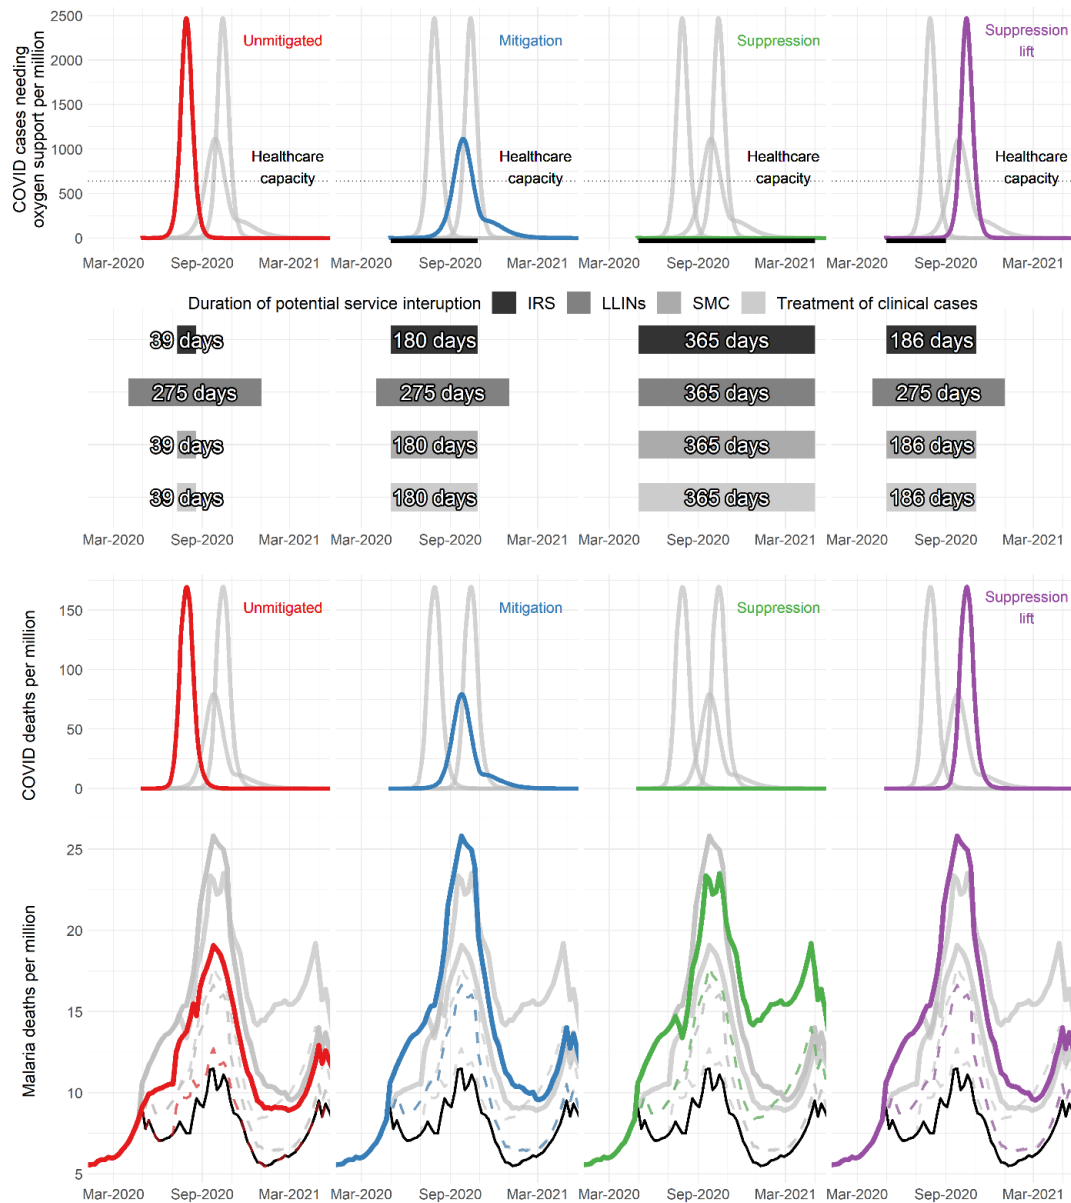 COVID cases needing
oxygen support per million
2500
2000
1500
1000
500
0
Unmitigated
Mitigation
Suppression
Suppression
lift
Healthcare
capacity
Healthcare
capacity
Healthcare
capacity
Healthcare
capacity
Mar-2020 Sep-2020 Mar-2021 Mar-2020 Sep-2020 Mar-2021 Mar-2020 Sep-2020 Mar-2021 Mar-2020 Sep-2020 Mar-2021
Duration of potential service interuption IRS LLINs SMC Treatment of clinical cases
39 days 180 days 365 days 186 days
275 days 275 days 365 days 275 days
39 days 180 days 365 days 186 days
39 days 180 days 365 days 186 days
Mar-2020 Sep-2020 Mar-2021 Mar-2020 Sep-2020 Mar-2021 Mar-2020 Sep-2020 Mar-2021 Mar-2020 Sep-2020 Mar-2021
COVID deaths per million
150
100
50
0
Unmitigated
Mitigation
Suppression
Suppression
lift
Malaria deaths per million
25
20
15
10
5
Mar-2020 Sep-2020 Mar-2021 Mar-2020 Sep-2020 Mar-2021 Mar-2020 Sep-2020 Mar-2021 Mar-2020 Sep-2020 Mar-2021